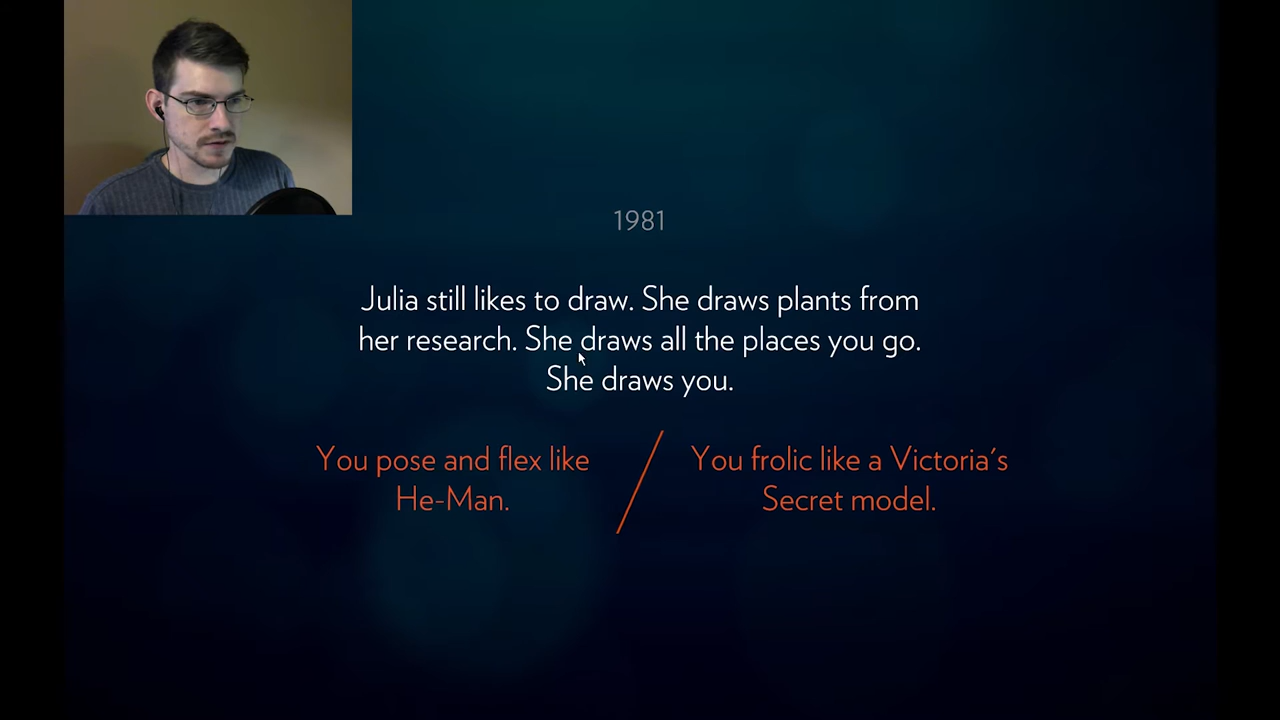 1981
Julia still likes to draw. She draws plants from
her research. She draws all the places you go.
She draws you.
You pose and flex like
He-Man.
You frolic like a Victoria's
Secret model.